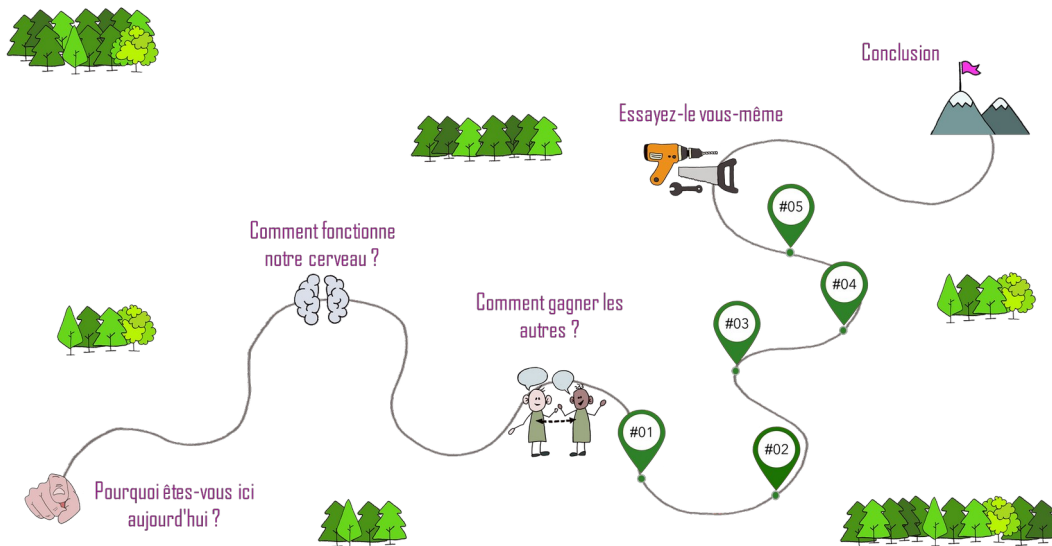 Pourquoi êtes-vous ici
aujourd'hui ?
Comment fonctionne
notre cerveau ?
Comment gagner les
autres ?
#01
#02
#03
#04
#05
Essayez-le vous-même
Conclusion